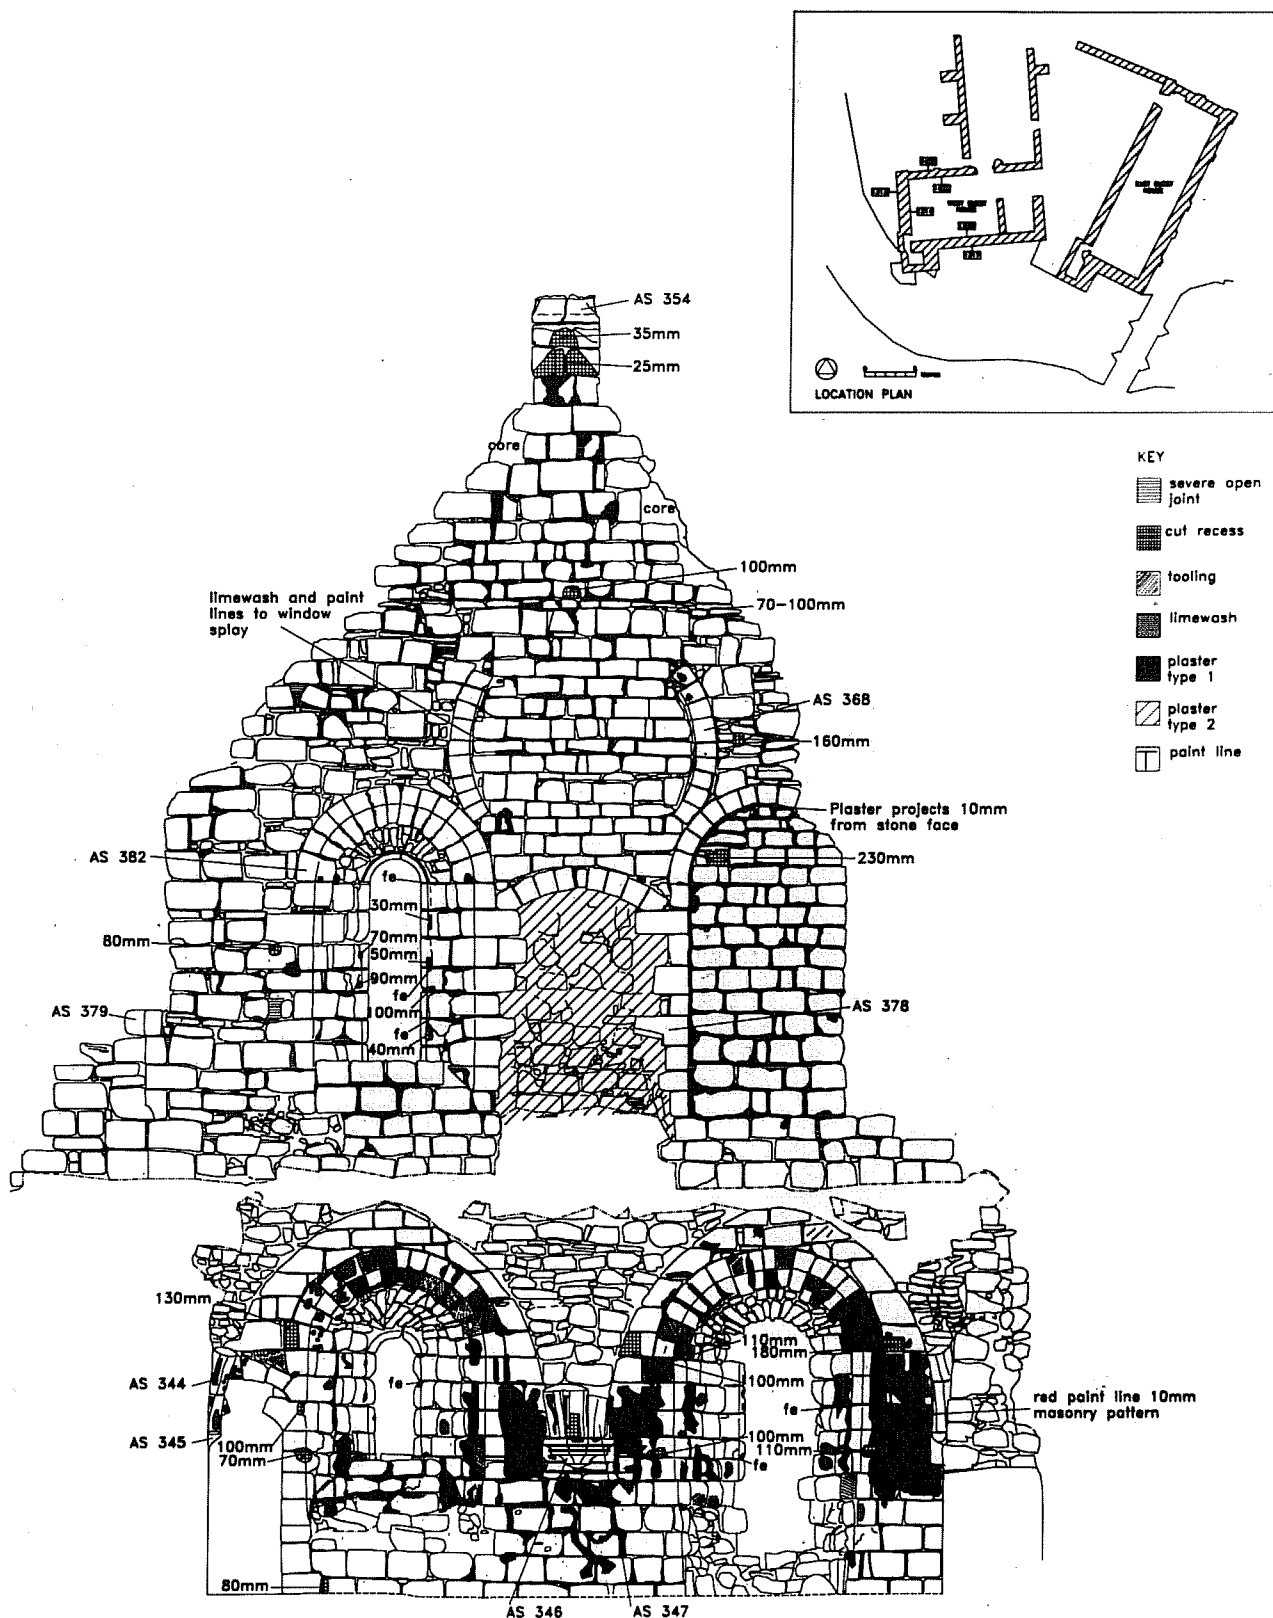 LOCATION PLAN
AS 354
35mm
25mm
core
core
KEY
severe open
joint
cut recess
tooling
limewash
plaster
type 1
plaster
type 2
paint line
100mm
70-100mm
limewash and paint
lines to window
splay
AS 368
160mm
Plaster projects 10mm
from stone face
AS 382
230mm
fe
30mm
80mm
70mm
50mm
90mm
fe
100mm
AS 379
AS 378
fe
40mm
130mm
110mm
180mm
AS 344
fe
100mm
red paint line 10mm
masonry pattern
fe
AS 345
100mm
100mm
70mm
110mm
fe
80mm
AS 346
AS 347